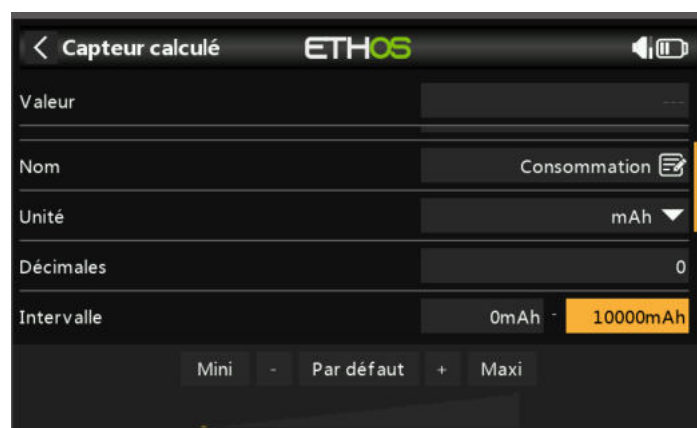 Capteur calculé ETHOS
Valeur ---
Nom Consommation
Unité mAh
Décimales 0
Intervalle 0mAh - 10000mAh
Mini - Par défaut + Maxi